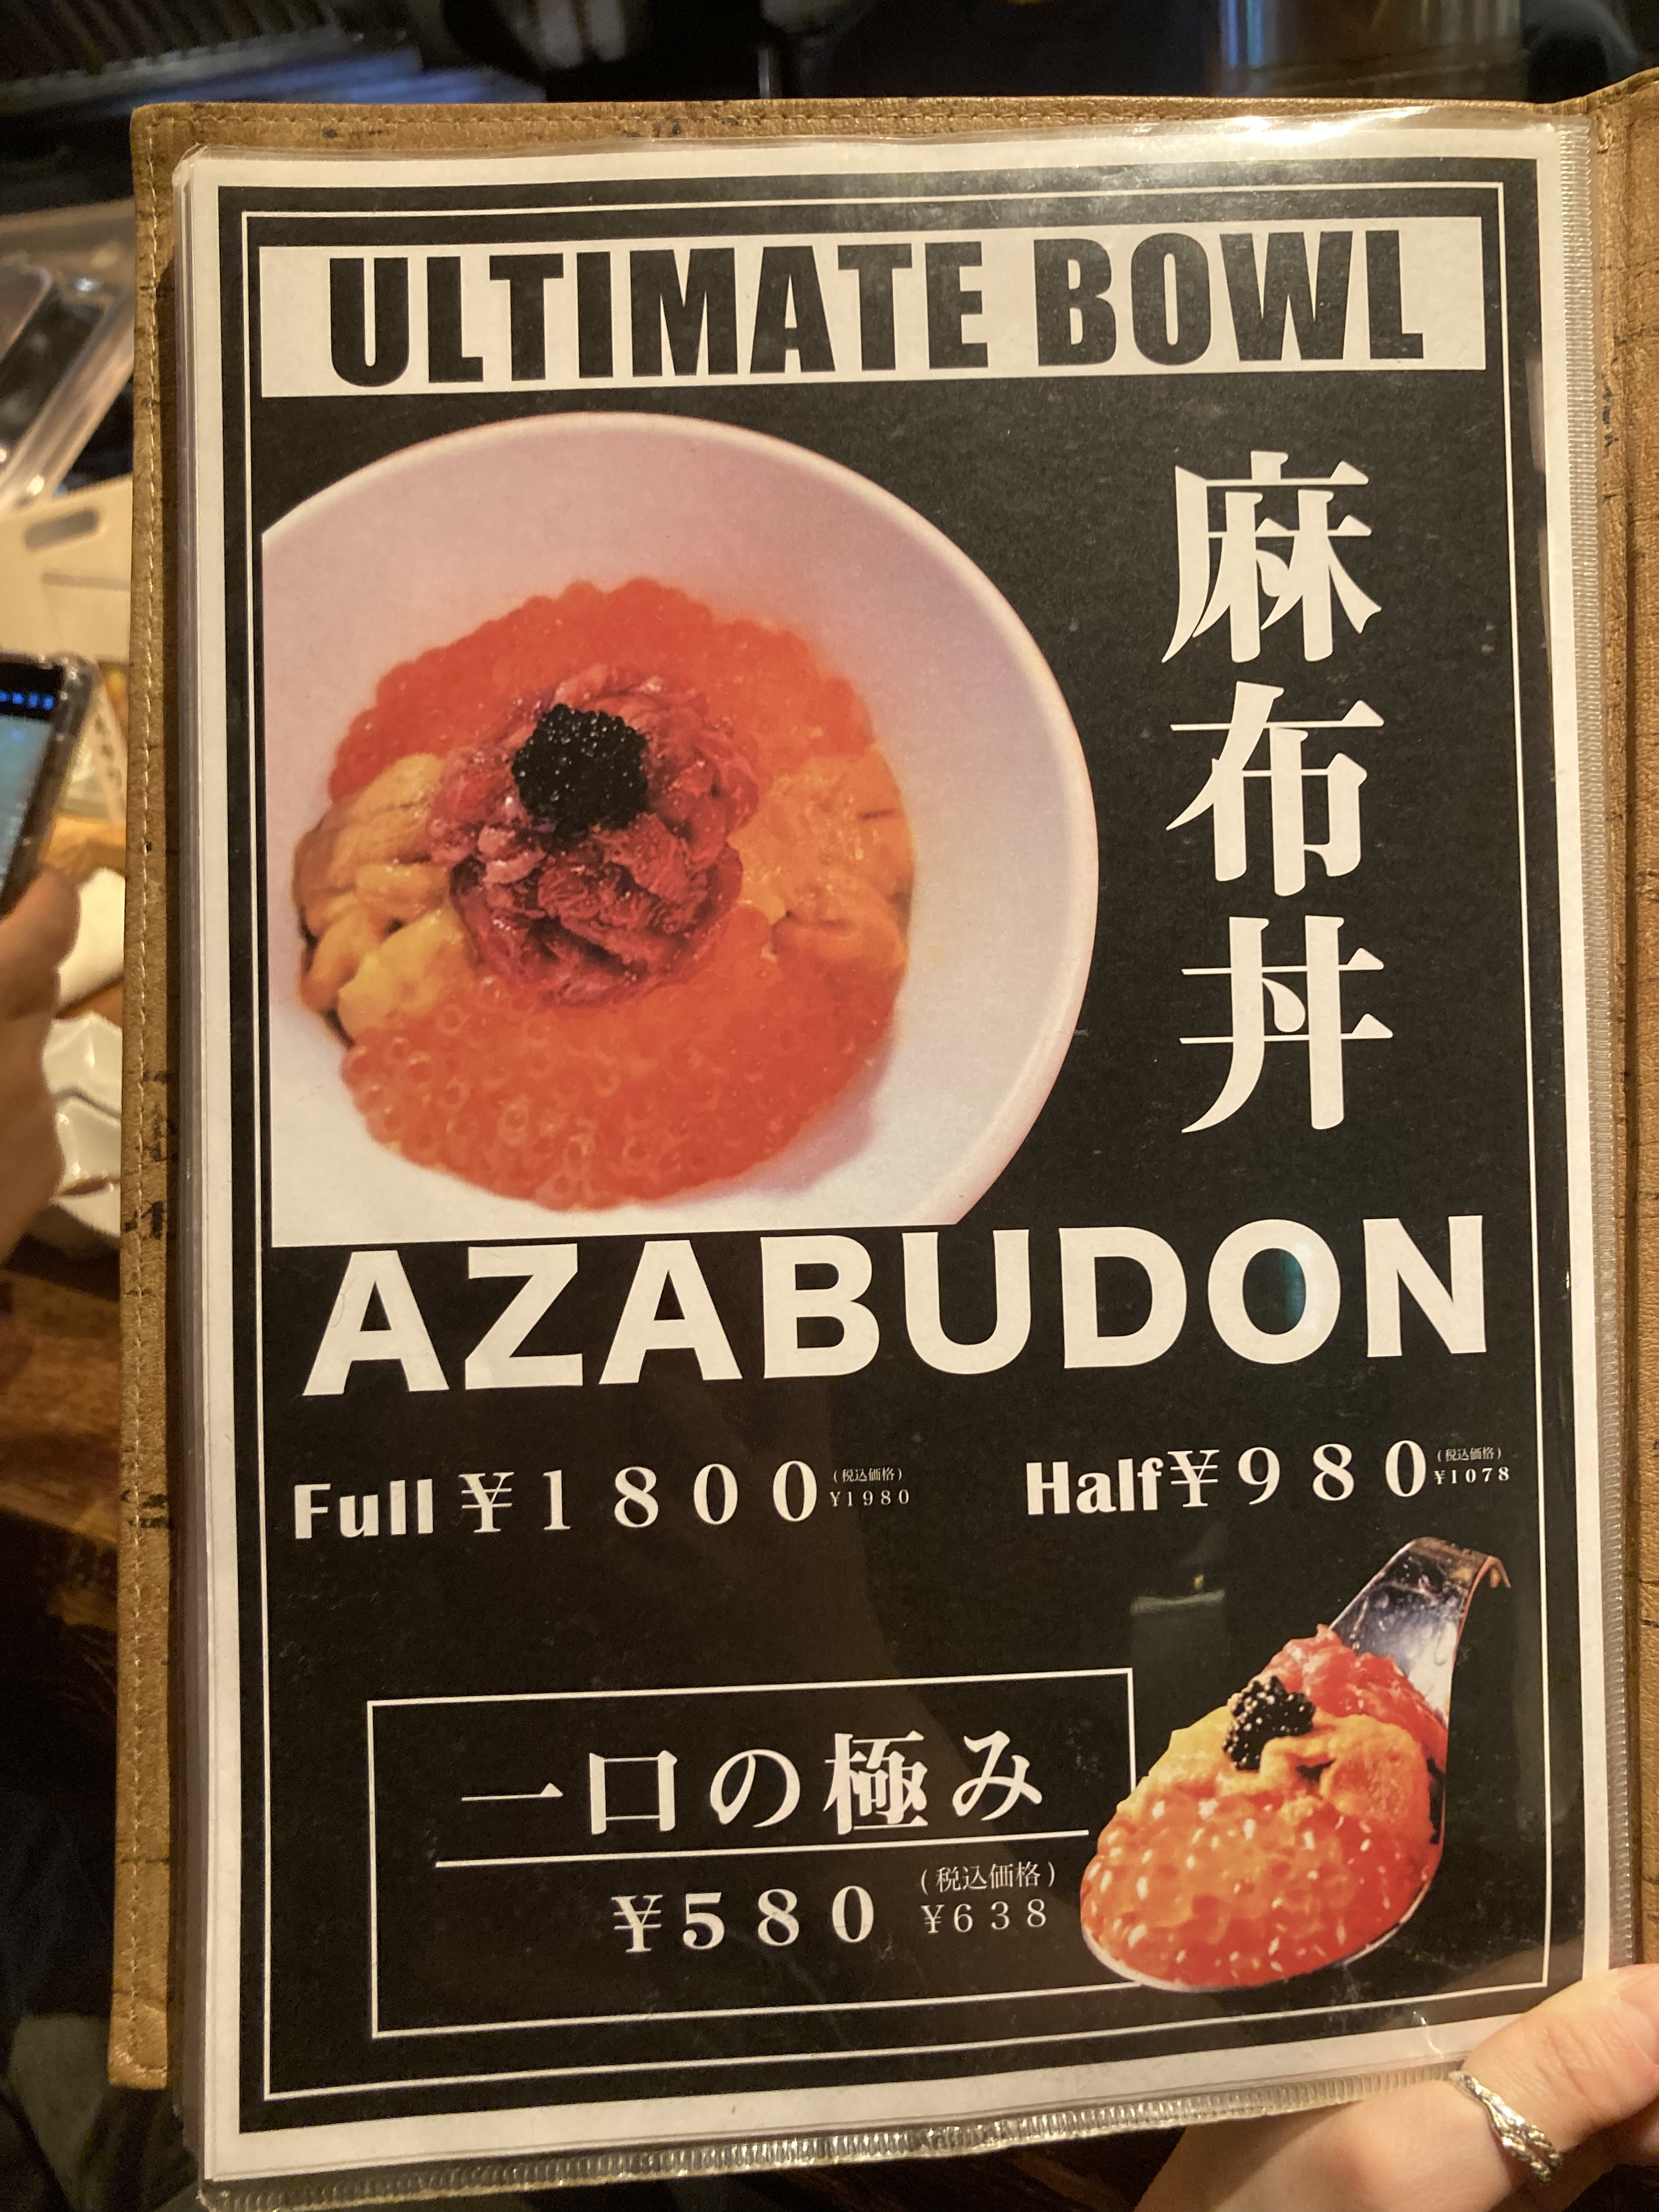 ULTIMATE BOWL
麻布丼
AZABUDON
Full ¥1800 (税込価格) ¥1980
Half ¥980 (税込価格) ¥1078
一口の極み
¥580 (税込価格) ¥638